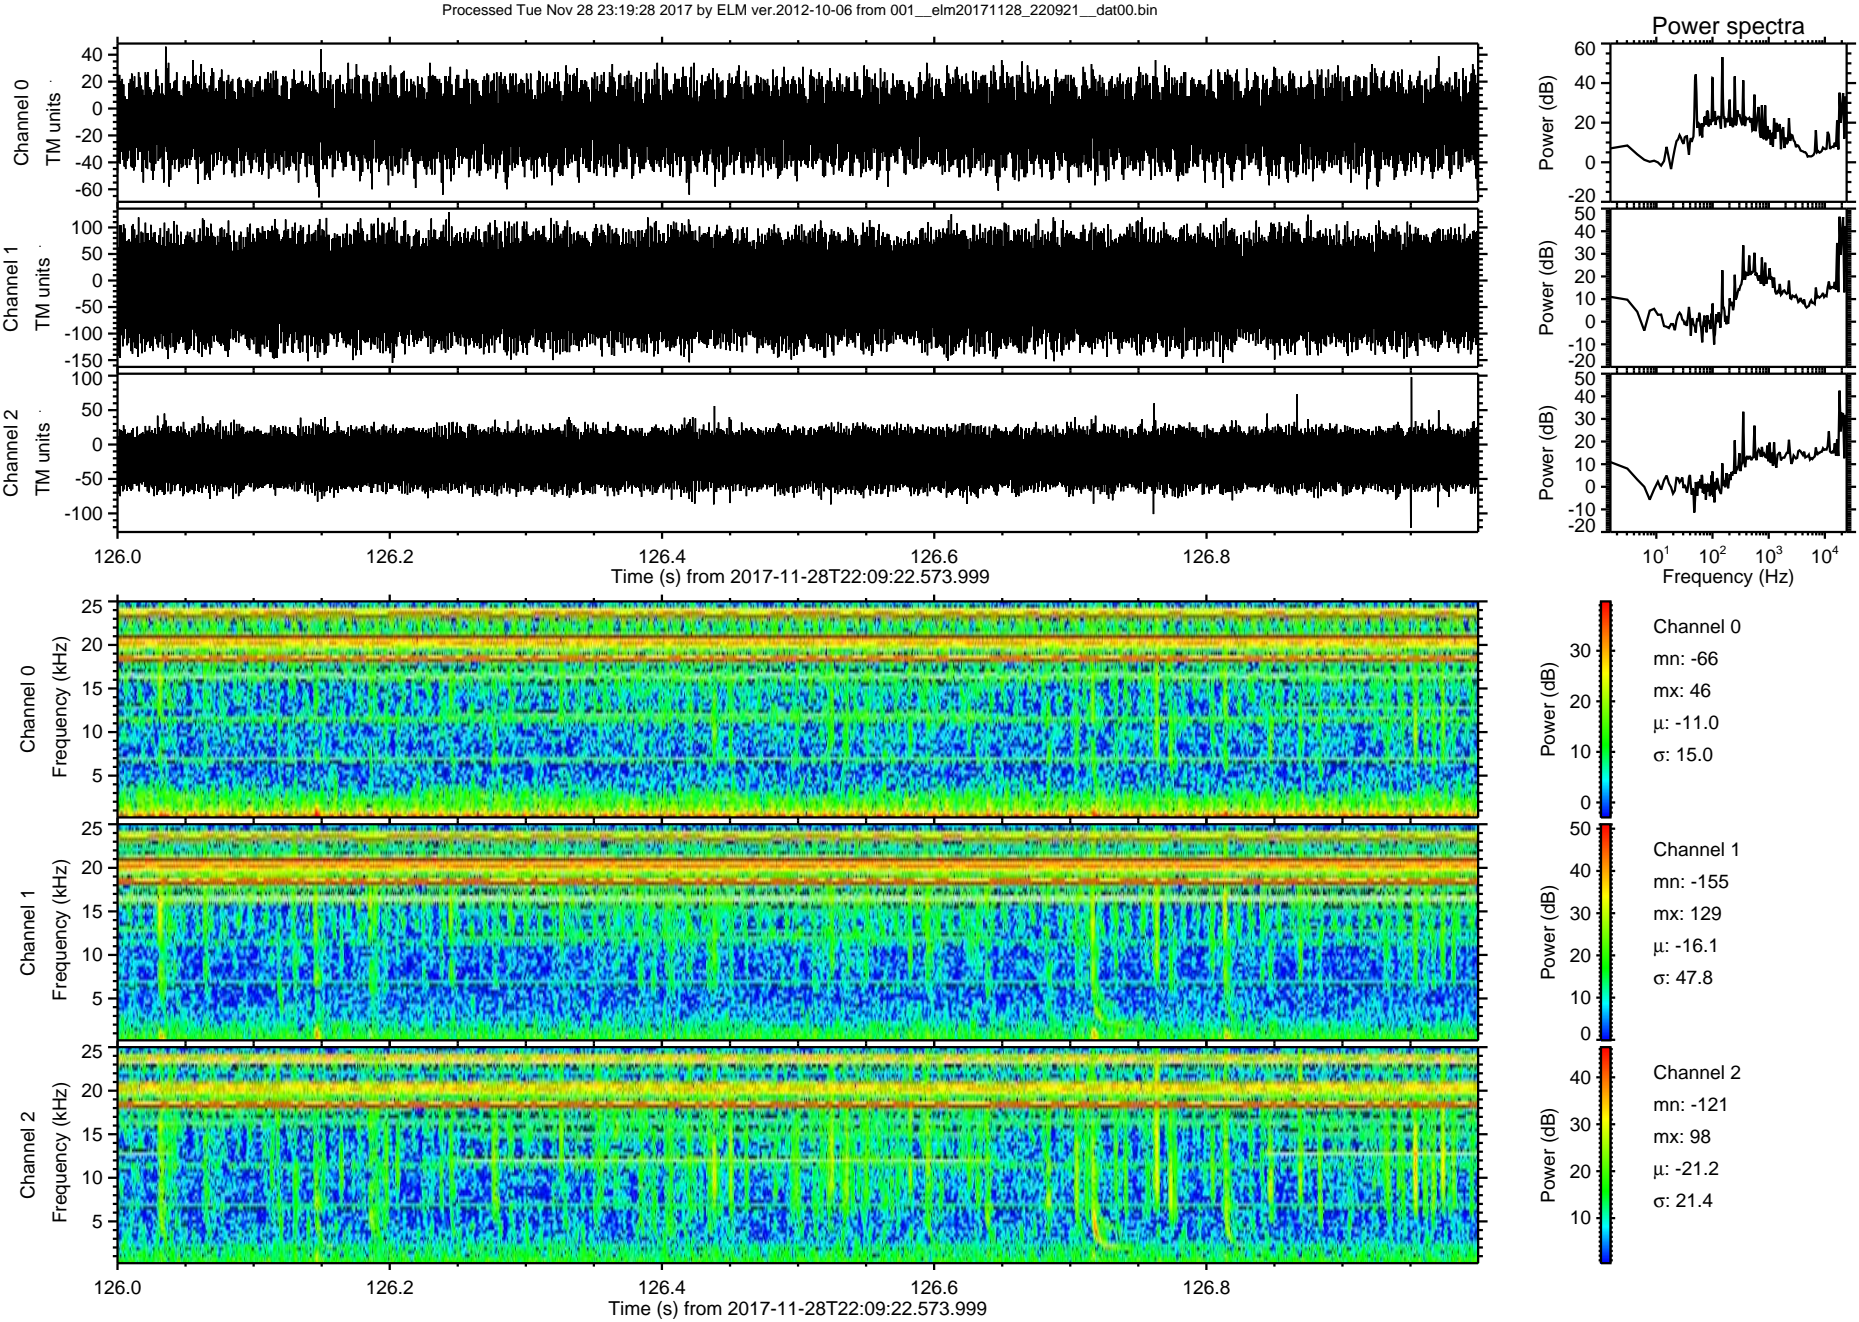 Processed Tue Nov 28 23:19:28 2017 by ELM ver.2012-10-06 from 001__elm20171128_220921__dat00.bin
Power spectra
Channel 0
TM units
40
20
0
-20
-40
-60
Power (dB)
60
40
20
0
-20
Channel 1
TM units
100
50
0
-50
-100
-150
Power (dB)
50
40
30
20
10
0
-10
-20
Channel 2
TM units
100
50
0
-50
-100
Power (dB)
50
40
30
20
10
0
-10
-20
126.0 126.2 126.4 126.6 126.8
Time (s) from 2017-11-28T22:09:22.573.999
10^1 10^2 10^3 10^4
Frequency (Hz)
Channel 0
Frequency (kHz)
25
20
15
10
5
Power (dB)
30
20
10
0
Channel 0
mn: -66
mx: 46
μ: -11.0
σ: 15.0
Channel 1
Frequency (kHz)
25
20
15
10
5
Power (dB)
50
40
30
20
10
0
Channel 1
mn: -155
mx: 129
μ: -16.1
σ: 47.8
Channel 2
Frequency (kHz)
25
20
15
10
5
Power (dB)
40
30
20
10
Channel 2
mn: -121
mx: 98
μ: -21.2
σ: 21.4
126.0 126.2 126.4 126.6 126.8
Time (s) from 2017-11-28T22:09:22.573.999